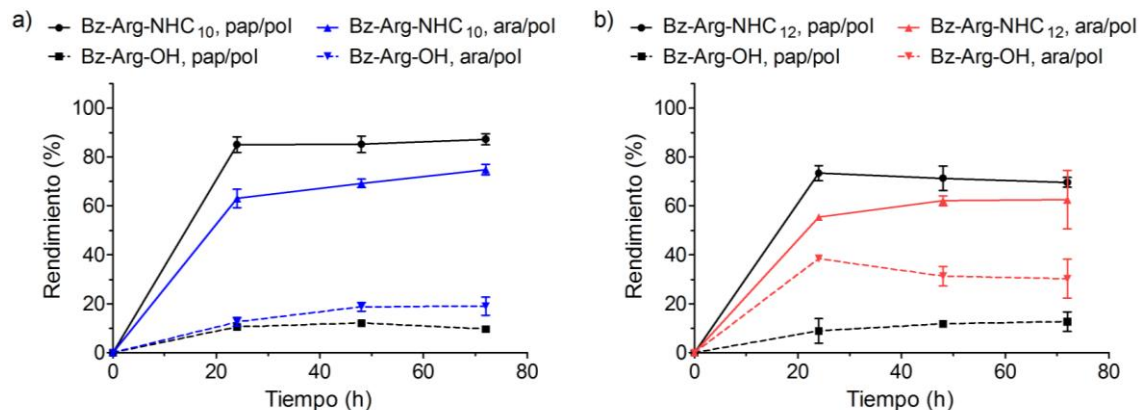 a)
Bz-Arg-NHC₁₀, pap/pol
Bz-Arg-NHC₁₀, ara/pol
Bz-Arg-OH, pap/pol
Bz-Arg-OH, ara/pol
100
80
60
40
20
0
Rendimiento (%)
0 20 40 60 80
Tiempo (h)
b)
Bz-Arg-NHC₁₂, pap/pol
Bz-Arg-NHC₁₂, ara/pol
Bz-Arg-OH, pap/pol
Bz-Arg-OH, ara/pol
100
80
60
40
20
0
Rendimiento (%)
0 20 40 60 80
Tiempo (h)